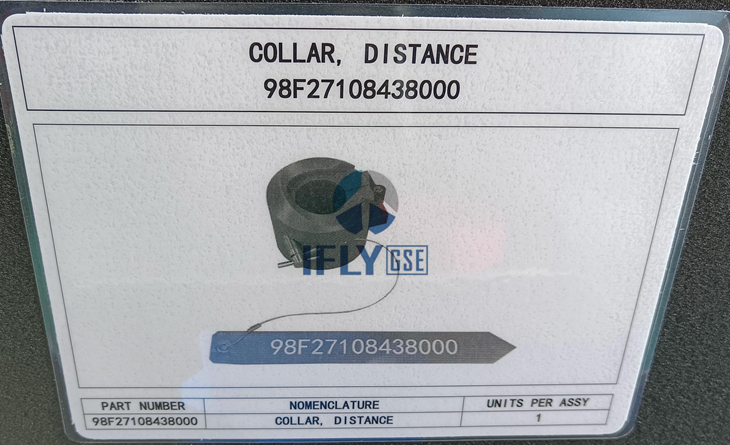 COLLAR, DISTANCE
98F27108438000
IFLY GSE
98F27108438000
PART NUMBER NOMENCLATURE UNITS PER ASSY
98F27108438000 COLLAR, DISTANCE 1